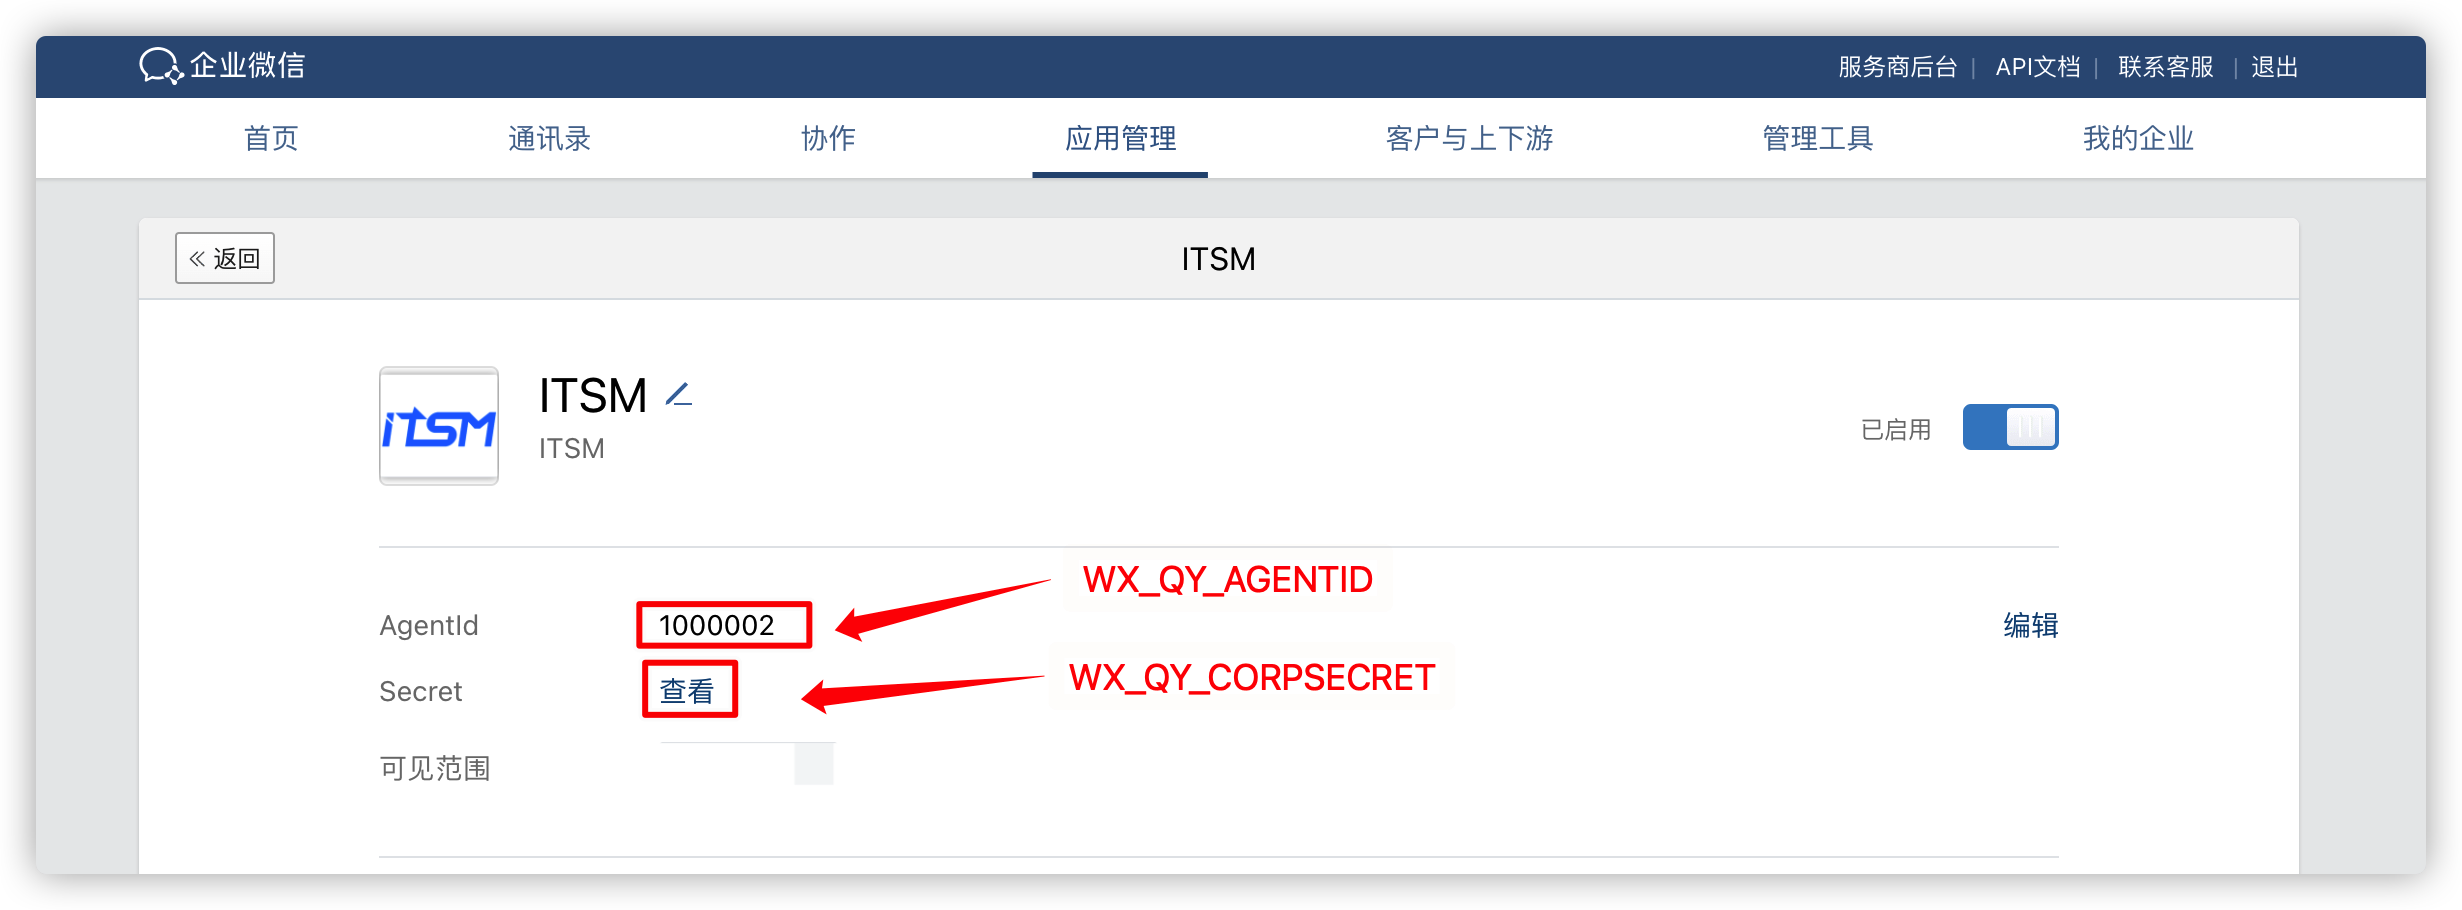 企业微信
服务商后台 | API文档 | 联系客服 | 退出
首页 通讯录 协作 应用管理 客户与上下游 管理工具 我的企业
« 返回
ITSM
ITSM
ITSM
ITSM
已启用
WX_QY_AGENTID
AgentId 1000002
编辑
WX_QY_CORPSECRET
Secret 查看
可见范围